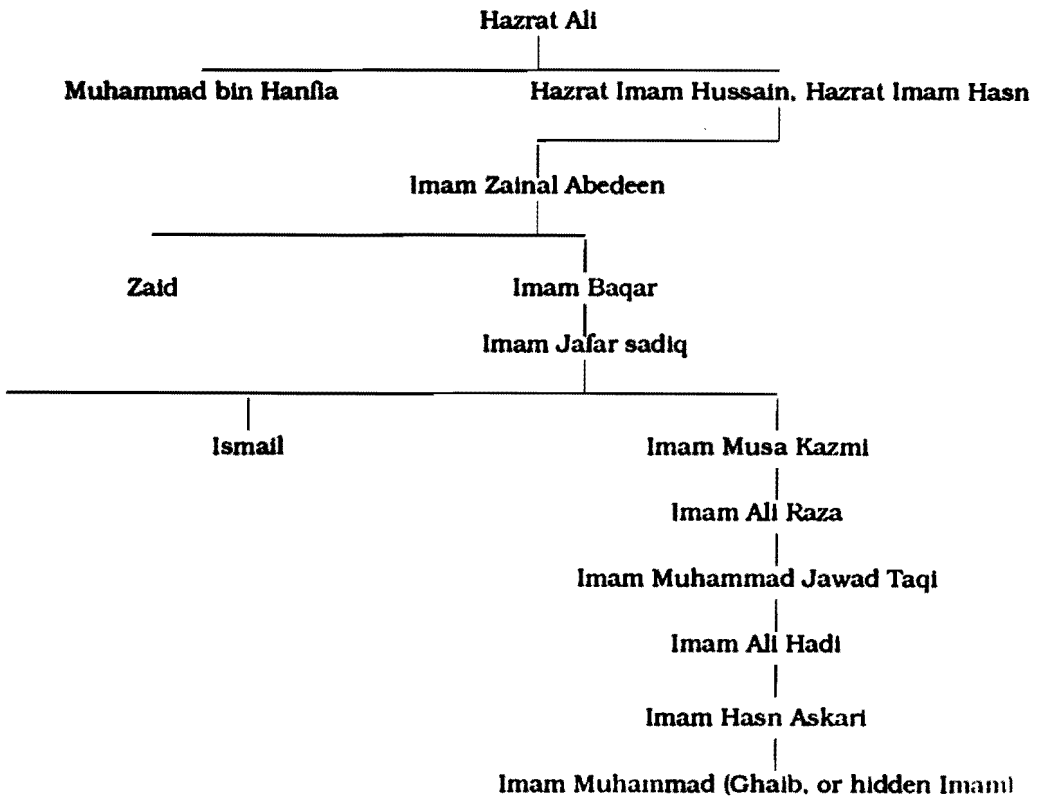 Hazrat Ali
Muhammad bin Hanfia Hazrat Imam Hussain, Hazrat Imam Hasn
Imam Zainal Abedeen
Zaid Imam Baqar
Imam Jafar sadiq
Ismail Imam Musa Kazmi
Imam Ali Raza
Imam Muhammad Jawad Taqi
Imam Ali Hadi
Imam Hasn Askari
Imam Muhammad (Ghaib, or hidden Imam)